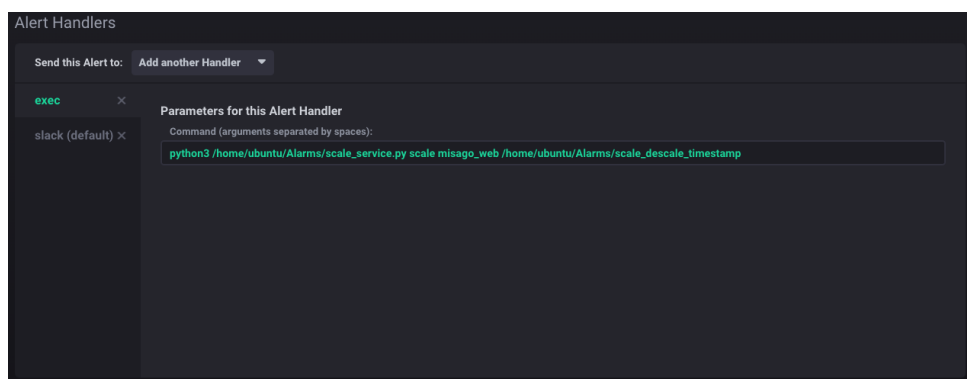 Alert Handlers
Send this Alert to: Add another Handler
exec ×
Parameters for this Alert Handler
slack (default) ×
Command (arguments separated by spaces):
python3 /home/ubuntu/Alarms/scale_service.py scale misago_web /home/ubuntu/Alarms/scale_descale_timestamp